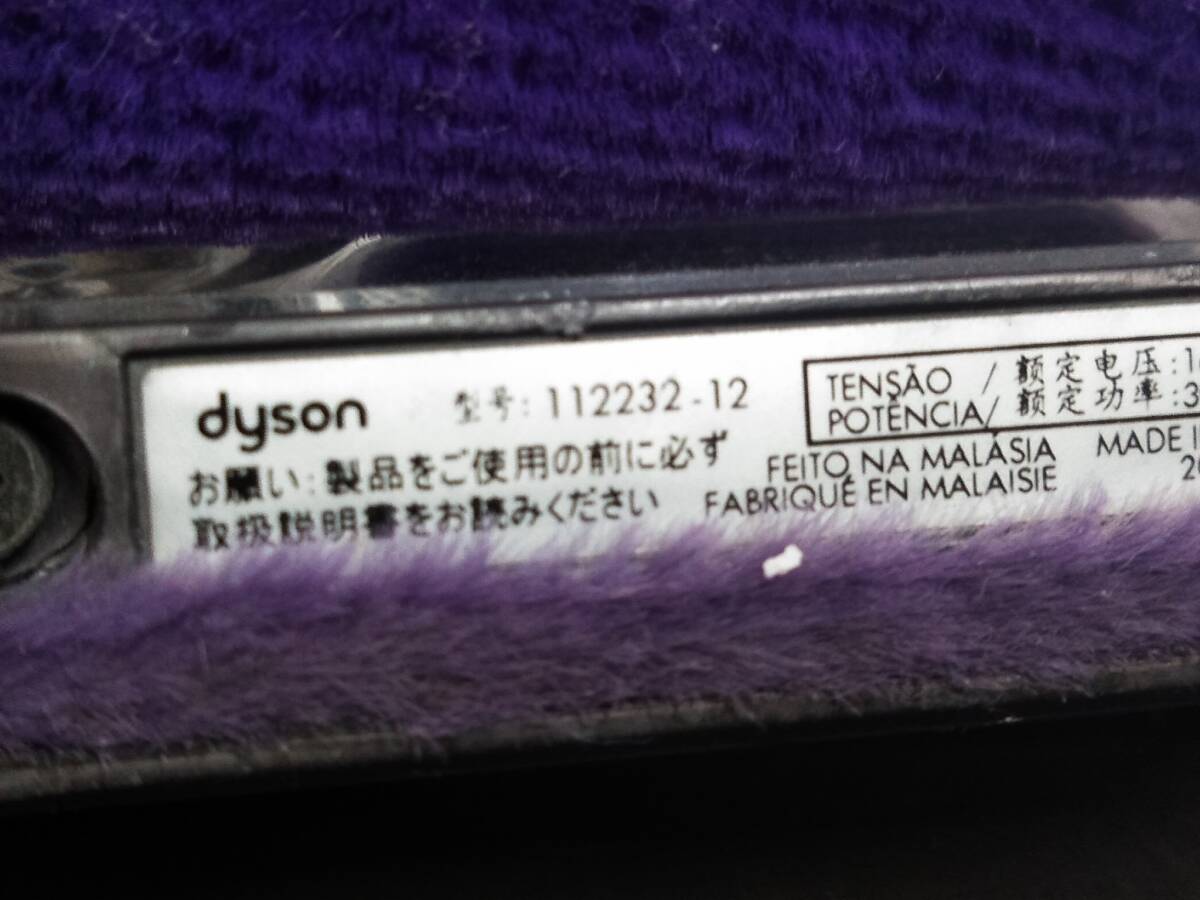 dyson 型号: 112232-12
お願い: 製品をご使用の前に必ず
取扱説明書をお読みください
TENSÃO / 额定电压:
POTÊNCIA/ 额定功率:3
FEITO NA MALÁSIA
FABRIQUÉ EN MALAISIE
MADE